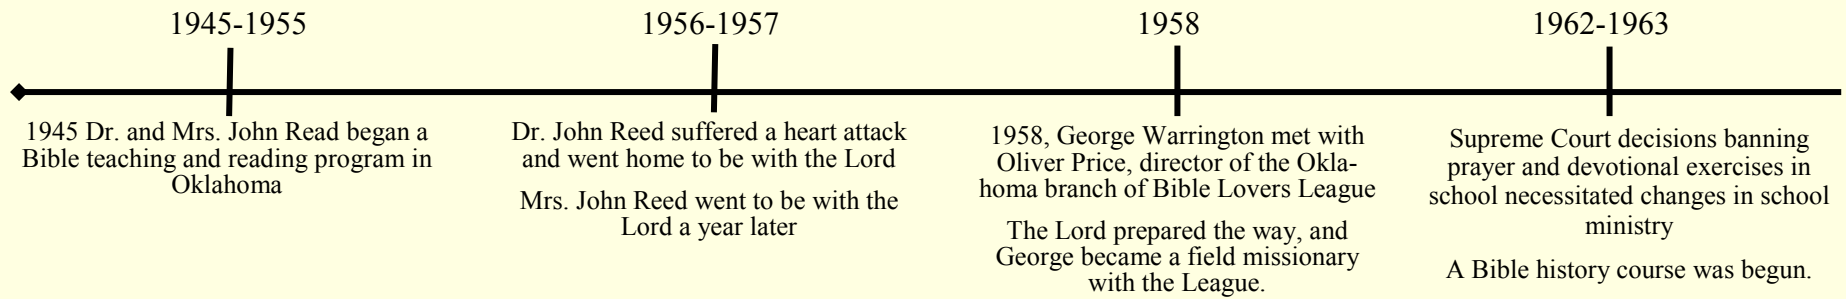 1945-1955
1945 Dr. and Mrs. John Read began a
Bible teaching and reading program in
Oklahoma
1956-1957
Dr. John Reed suffered a heart attack
and went home to be with the Lord
Mrs. John Reed went to be with the
Lord a year later
1958
1958, George Warrington met with
Oliver Price, director of the Okla-
homa branch of Bible Lovers League
The Lord prepared the way, and
George became a field missionary
with the League.
1962-1963
Supreme Court decisions banning
prayer and devotional exercises in
school necessitated changes in school
ministry
A Bible history course was begun.